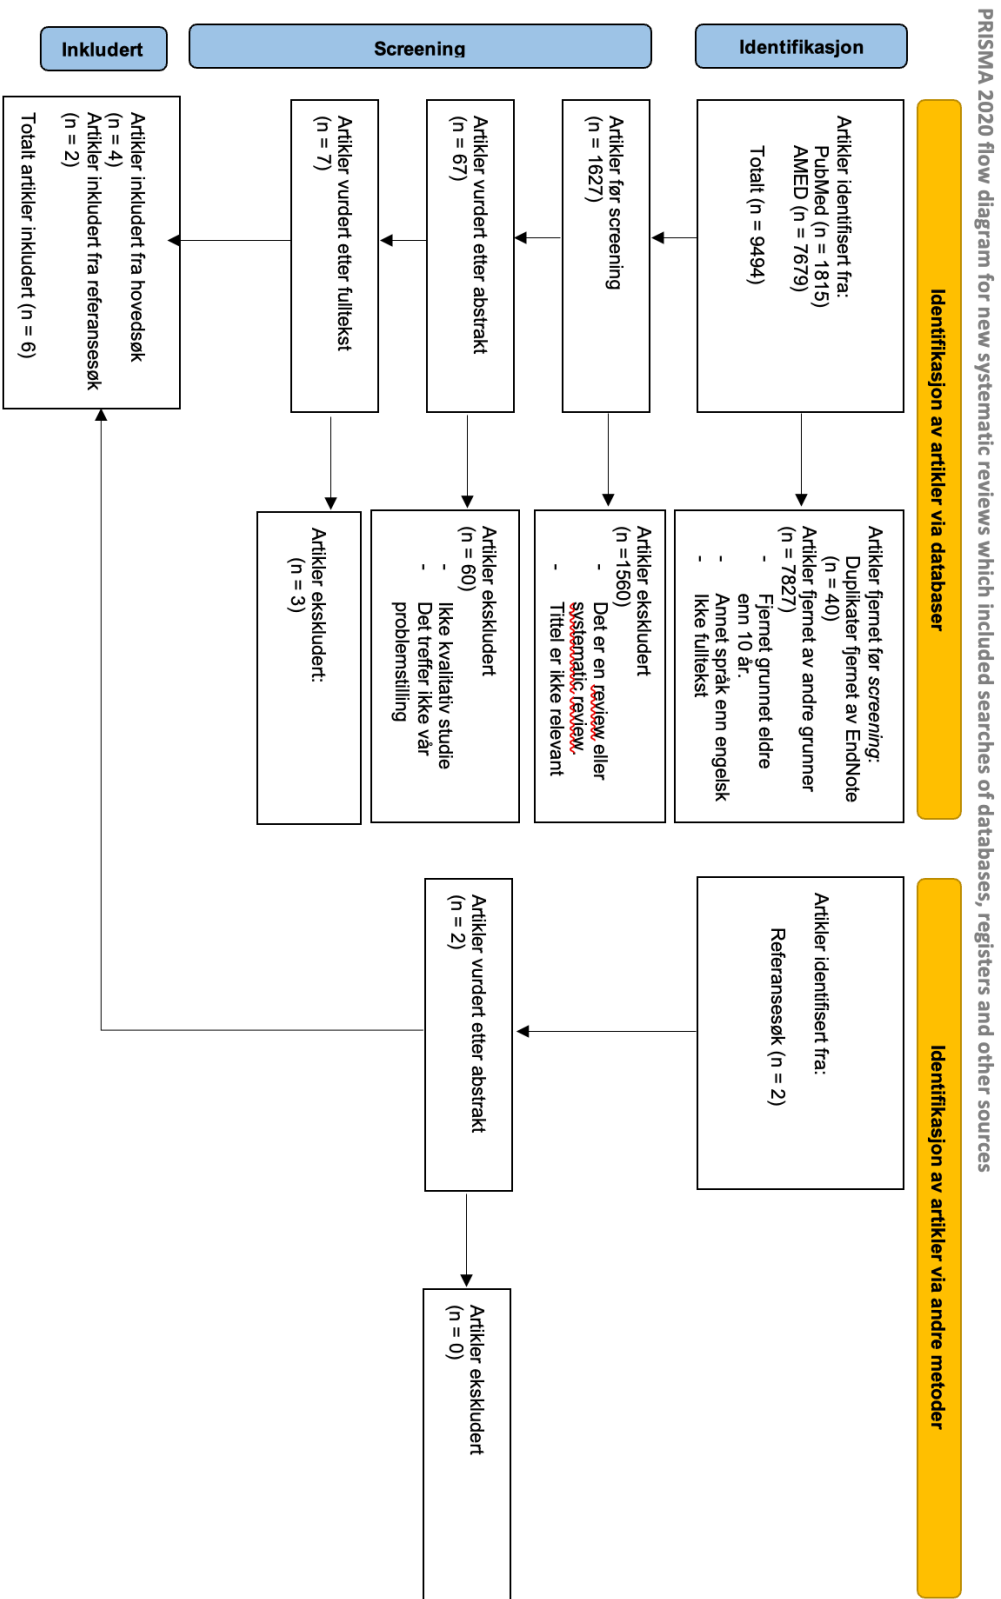 PRISMA 2020 flow diagram for new systematic reviews which included searches of databases, registers and other sources
Identifikasjon av artikler via databaser
Identifikasjon av artikler via andre metoder
Identifikasjon
Artikler identifisert fra:
PubMed (n = 1815)
AMED (n = 7679)
Totalt (n = 9494)
Artikler fjernet før screening:
Duplikater fjernet av EndNote
(n = 40)
Artikler fjernet av andre grunner
(n = 7827)
- Fjernet grunnet eldre
enn 10 år.
- Annet språk enn engelsk
- Ikke fulltekst
Artikler identifisert fra:
Referansesøk (n = 2)
Screening
Artikler før screening
(n = 1627)
Artikler ekskludert
(n =1560)
- Det er en review eller
systematic review.
- Tittel er ikke relevant
Artikler vurdert etter abstrakt
(n = 67)
Artikler ekskludert
(n = 60)
- Ikke kvalitativ studie
- Det treffer ikke vår
problemstilling
Artikler vurdert etter abstrakt
(n = 2)
Artikler ekskludert
(n = 0)
Artikler vurdert etter fulltekst
(n = 7)
Artikler ekskludert:
(n = 3)
Inkludert
Artikler inkludert fra hovedsøk
(n = 4)
Artikler inkludert fra referansesøk
(n = 2)
Totalt artikler inkludert (n = 6)